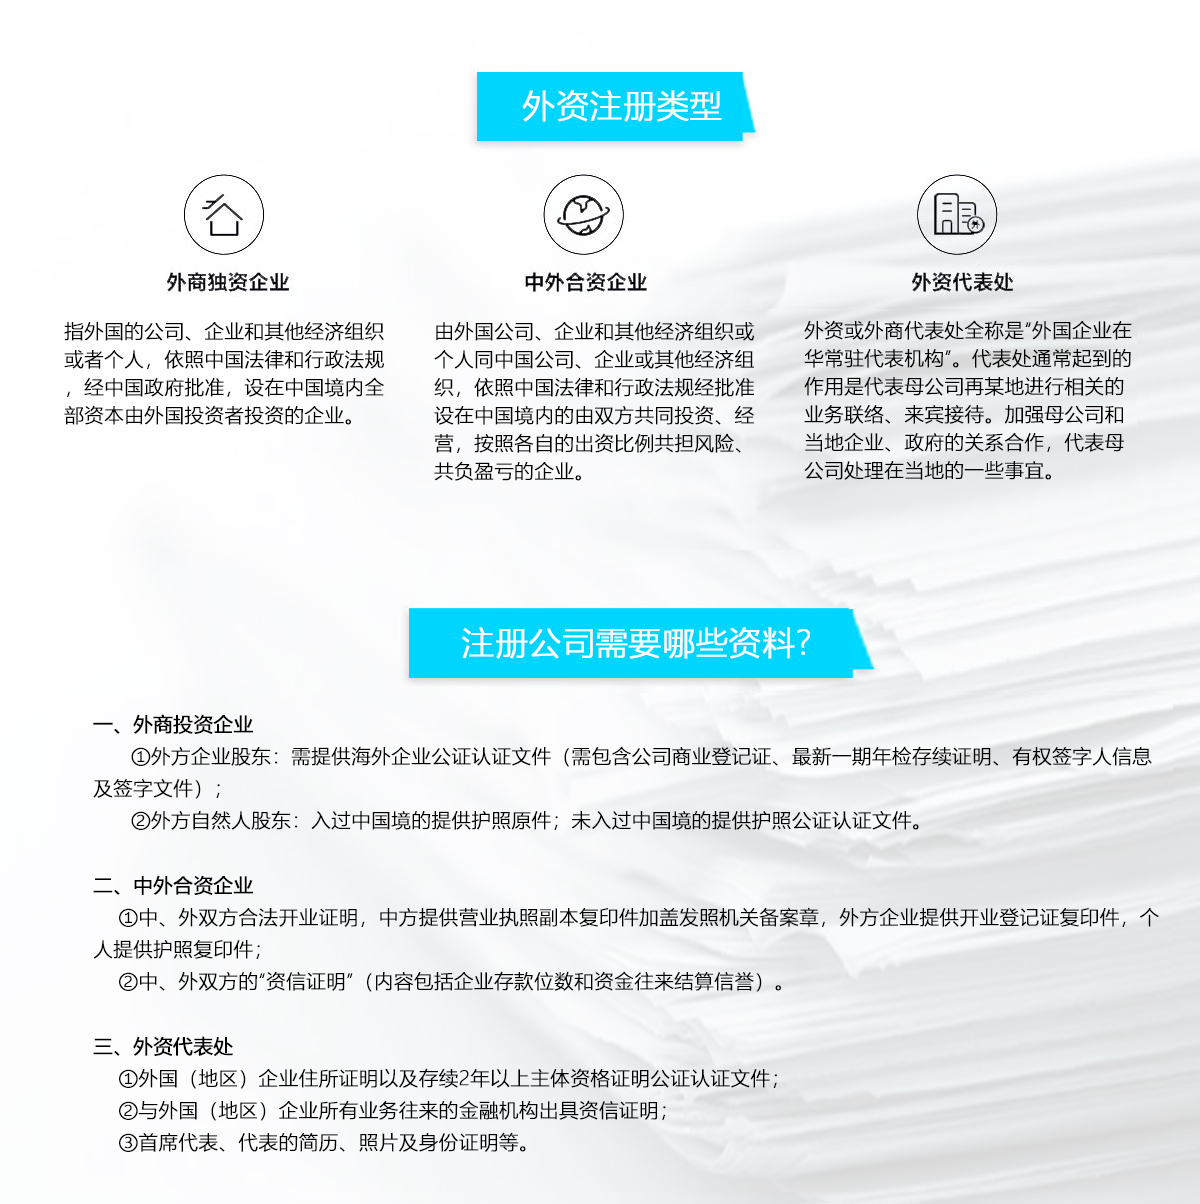 外资注册类型
外商独资企业
指外国的公司、企业和其他经济组织
或者个人，依照中国法律和行政法规
，经中国政府批准，设在中国境内全
部资本由外国投资者投资的企业。
中外合资企业
由外国公司、企业和其他经济组织或
个人同中国公司、企业或其他经济组
织，依照中国法律和行政法规经批准
设在中国境内的由双方共同投资、经
营，按照各自的出资比例共担风险、
共负盈亏的企业。
外资代表处
外资或外商代表处全称是“外国企业在
华常驻代表机构”。代表处通常起到的
作用是代表母公司再某地进行相关的
业务联络、来宾接待。加强母公司和
当地企业、政府的关系合作，代表母
公司处理在当地的一些事宜。
注册公司需要哪些资料？
一、外商投资企业
①外方企业股东：需提供海外企业公证认证文件（需包含公司商业登记证、最新一期年检存续证明、有权签字人信息
及签字文件）；
②外方自然人股东：入过中国境的提供护照原件；未入过中国境的提供护照公证认证文件。
二、中外合资企业
①中、外双方合法开业证明，中方提供营业执照副本复印件加盖发照机关备案章，外方企业提供开业登记证复印件，个
人提供护照复印件；
②中、外双方的“资信证明”（内容包括企业存款位数和资金往来结算信誉）。
三、外资代表处
①外国（地区）企业住所证明以及存续2年以上主体资格证明公证认证文件；
②与外国（地区）企业所有业务往来的金融机构出具资信证明；
③首席代表、代表的简历、照片及身份证明等。